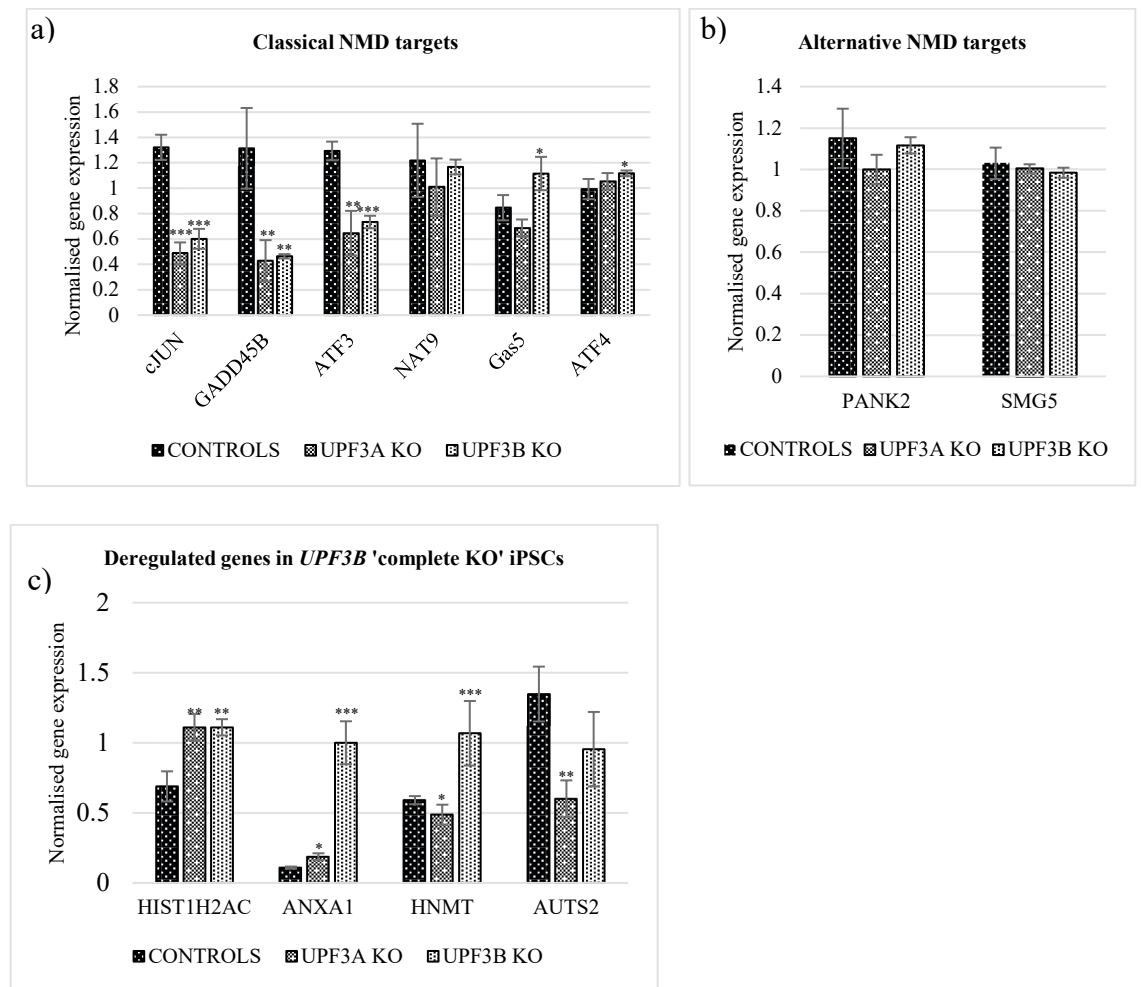 a)
Classical NMD targets
Normalised gene expression
1.8
1.6
1.4
1.2
1
0.8
0.6
0.4
0.2
0
*** ***
** **
** ***
*
*
cJUN GADD45B ATF3 NAT9 Gas5 ATF4
CONTROLS UPF3A KO UPF3B KO
b)
Alternative NMD targets
Normalised gene expression
1.4
1.2
1
0.8
0.6
0.4
0.2
0
PANK2 SMG5
CONTROLS UPF3A KO UPF3B KO
c)
Deregulated genes in UPF3B 'complete KO' iPSCs
Normalised gene expression
2
1.5
1
0.5
0
** **
* ***
* ***
**
HIST1H2AC ANXA1 HNMT AUTS2
CONTROLS UPF3A KO UPF3B KO